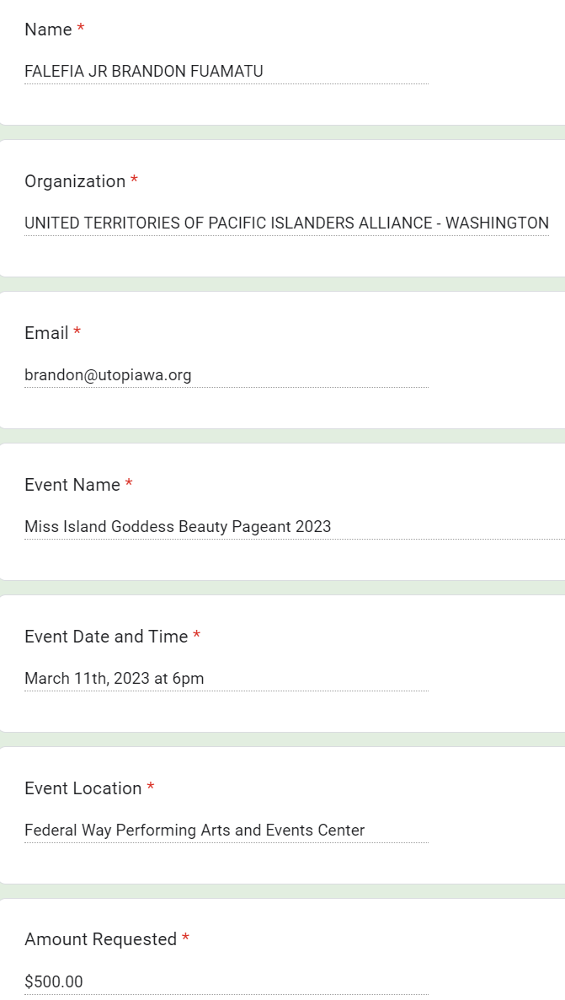 Name *
FALEFIA JR BRANDON FUAMATU
Organization *
UNITED TERRITORIES OF PACIFIC ISLANDERS ALLIANCE - WASHINGTON
Email *
brandon@utopiawa.org
Event Name *
Miss Island Goddess Beauty Pageant 2023
Event Date and Time *
March 11th, 2023 at 6pm
Event Location *
Federal Way Performing Arts and Events Center
Amount Requested *
$500.00